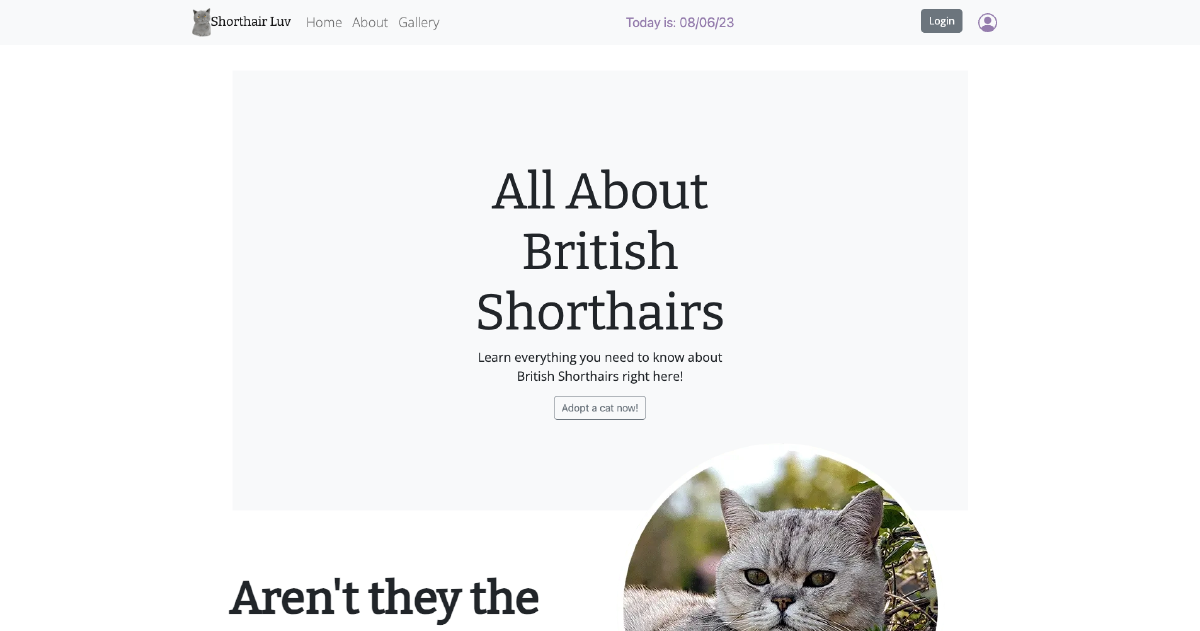 Shorthair Luv Home About Gallery Today is: 08/06/23 Login
All About
British
Shorthairs
Learn everything you need to know about
British Shorthairs right here!
Adopt a cat now!
Aren't they the